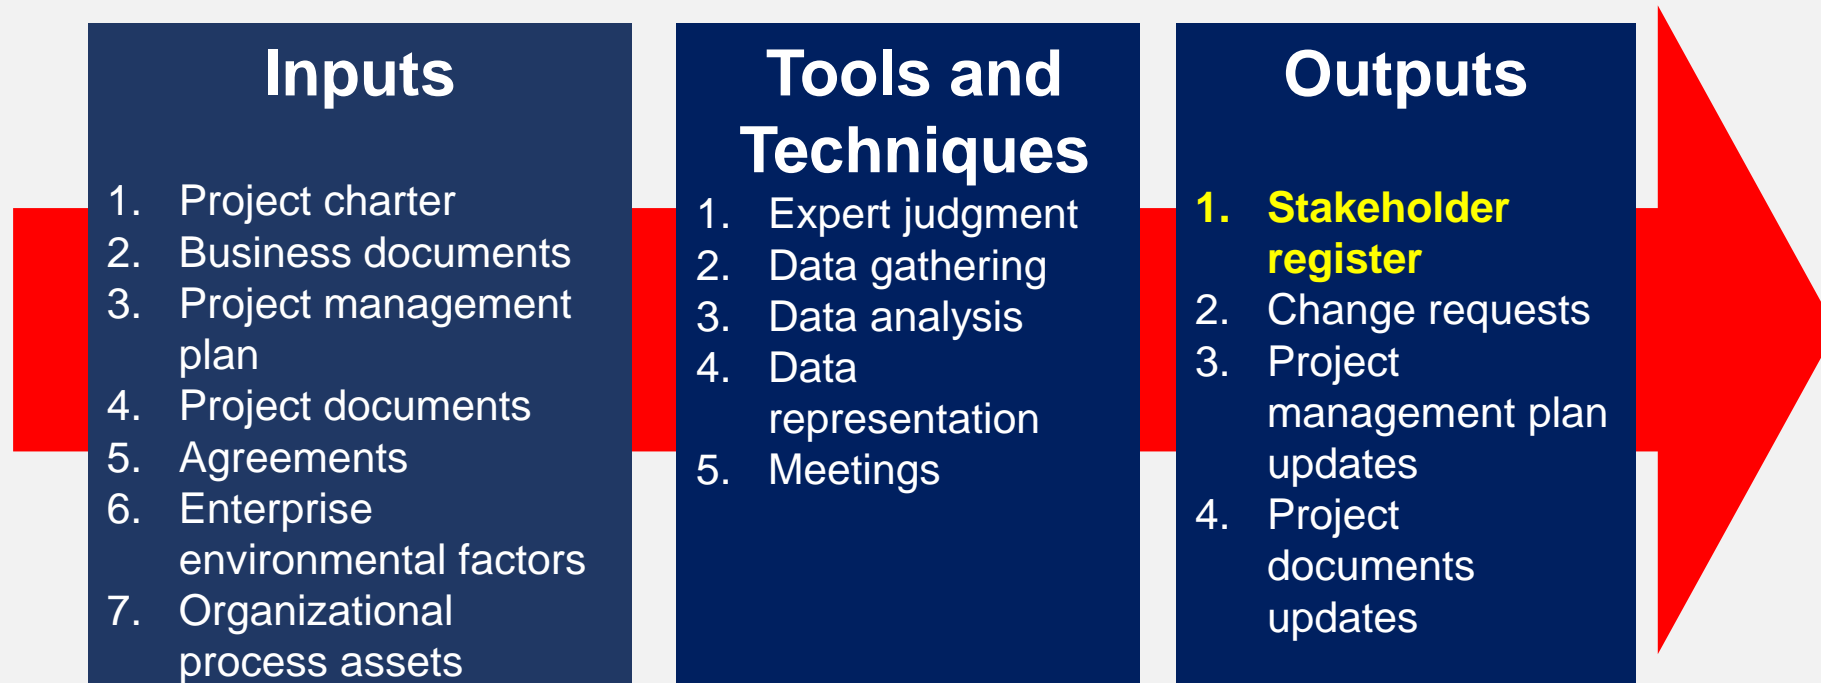 Inputs
1. Project charter
2. Business documents
3. Project management
plan
4. Project documents
5. Agreements
6. Enterprise
environmental factors
7. Organizational
process assets
Tools and
Techniques
1. Expert judgment
2. Data gathering
3. Data analysis
4. Data
representation
5. Meetings
Outputs
1. Stakeholder
register
2. Change requests
3. Project
management plan
updates
4. Project
documents
updates